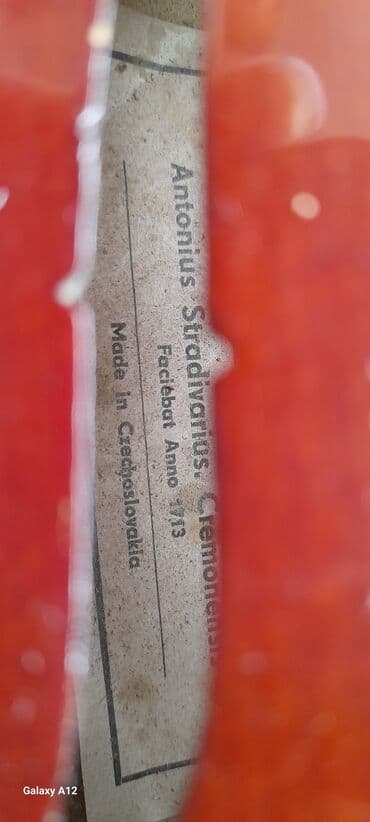 Antonius Stradivarius. Cremonensis
Faciebat Anno 1713
Made in Czechoslovakia
Galaxy A12